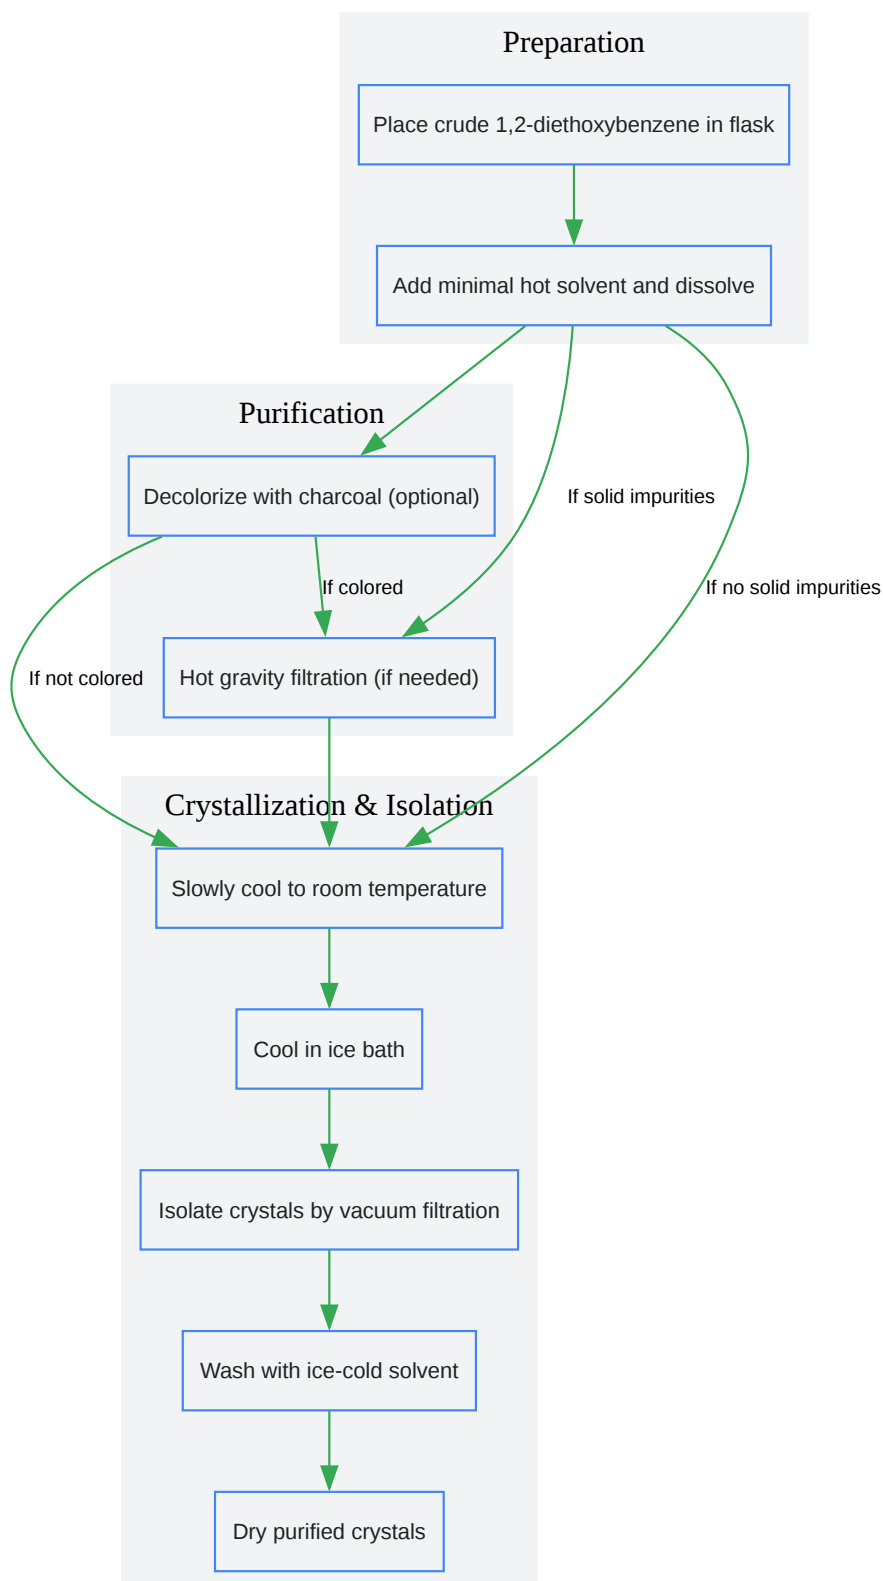 Preparation
Place crude 1,2-diethoxybenzene in flask
Add minimal hot solvent and dissolve
Purification
Decolorize with charcoal (optional)
If solid impurities
If colored
If no solid impurities
Hot gravity filtration (if needed)
If not colored
Crystallization & Isolation
Slowly cool to room temperature
Cool in ice bath
Isolate crystals by vacuum filtration
Wash with ice-cold solvent
Dry purified crystals